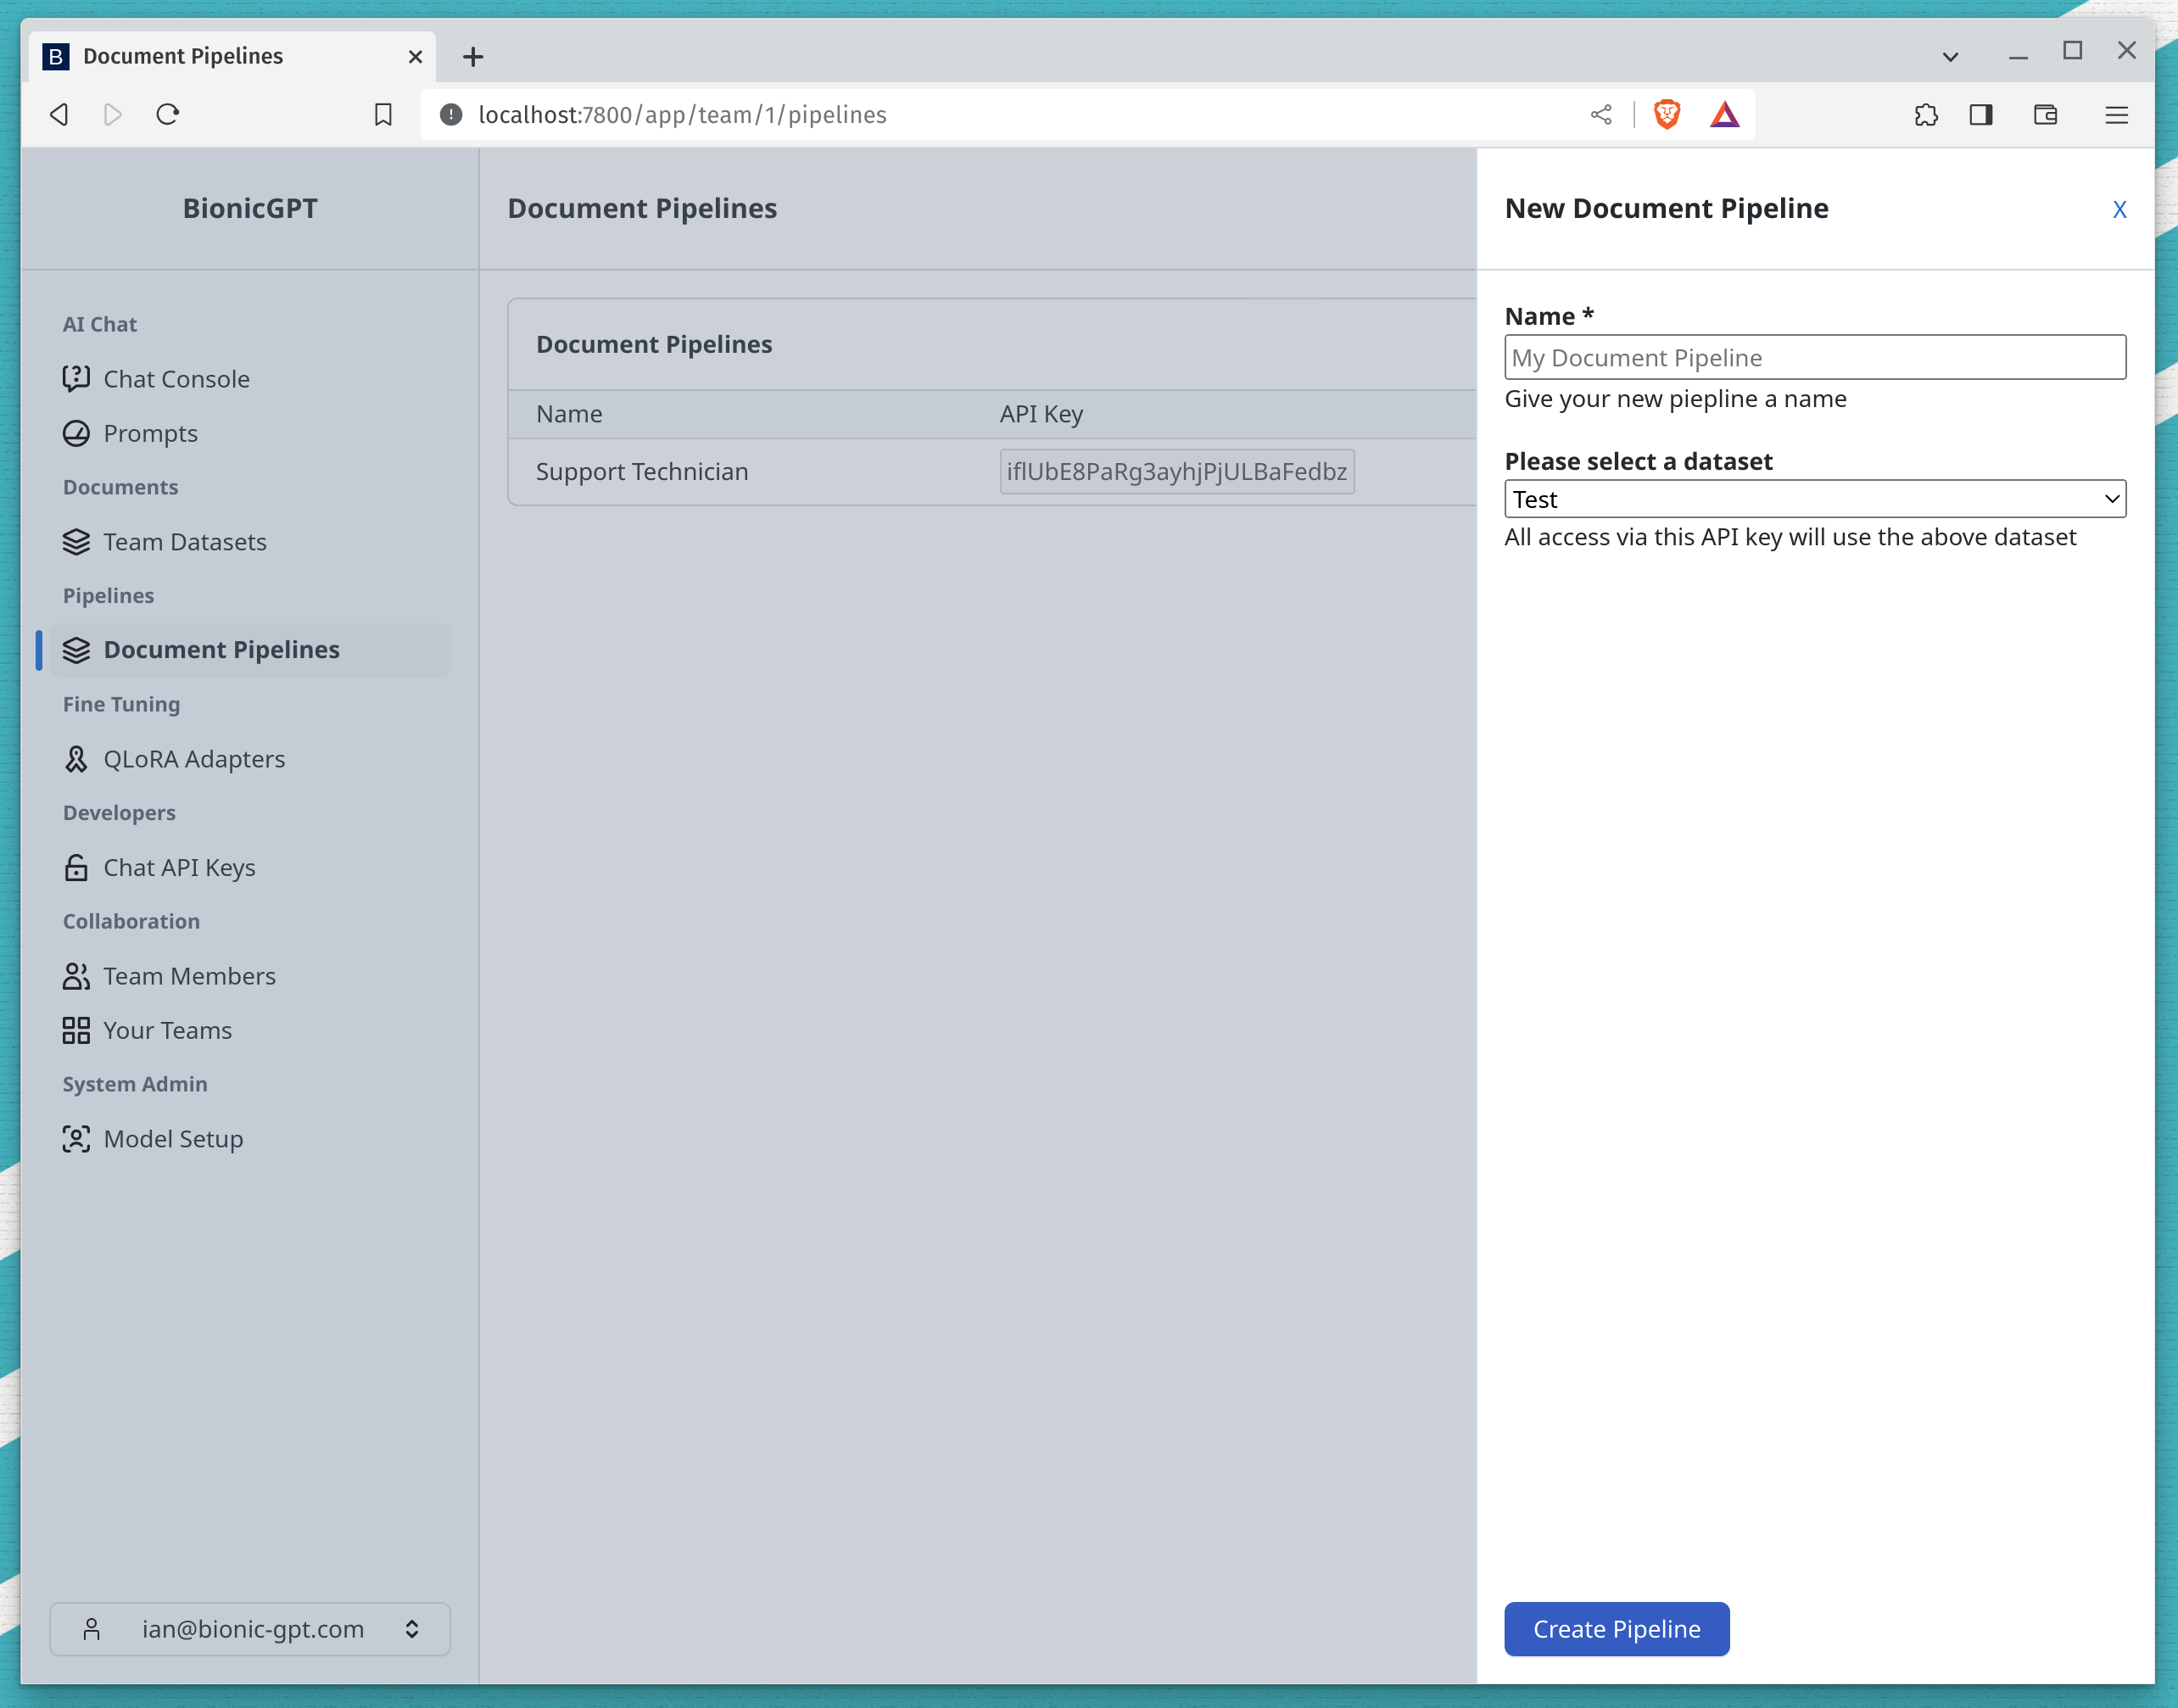 B Document Pipelines
localhost:7800/app/team/1/pipelines
BionicGPT
AI Chat
Chat Console
Prompts
Documents
Team Datasets
Pipelines
Document Pipelines
Fine Tuning
QLoRA Adapters
Developers
Chat API Keys
Collaboration
Team Members
Your Teams
System Admin
Model Setup
ian@bionic-gpt.com
Document Pipelines
Document Pipelines
Name API Key
Support Technician iflUbE8PaRg3ayhjPjULBaFedbz
New Document Pipeline X
Name *
My Document Pipeline
Give your new piepline a name
Please select a dataset
Test
All access via this API key will use the above dataset
Create Pipeline